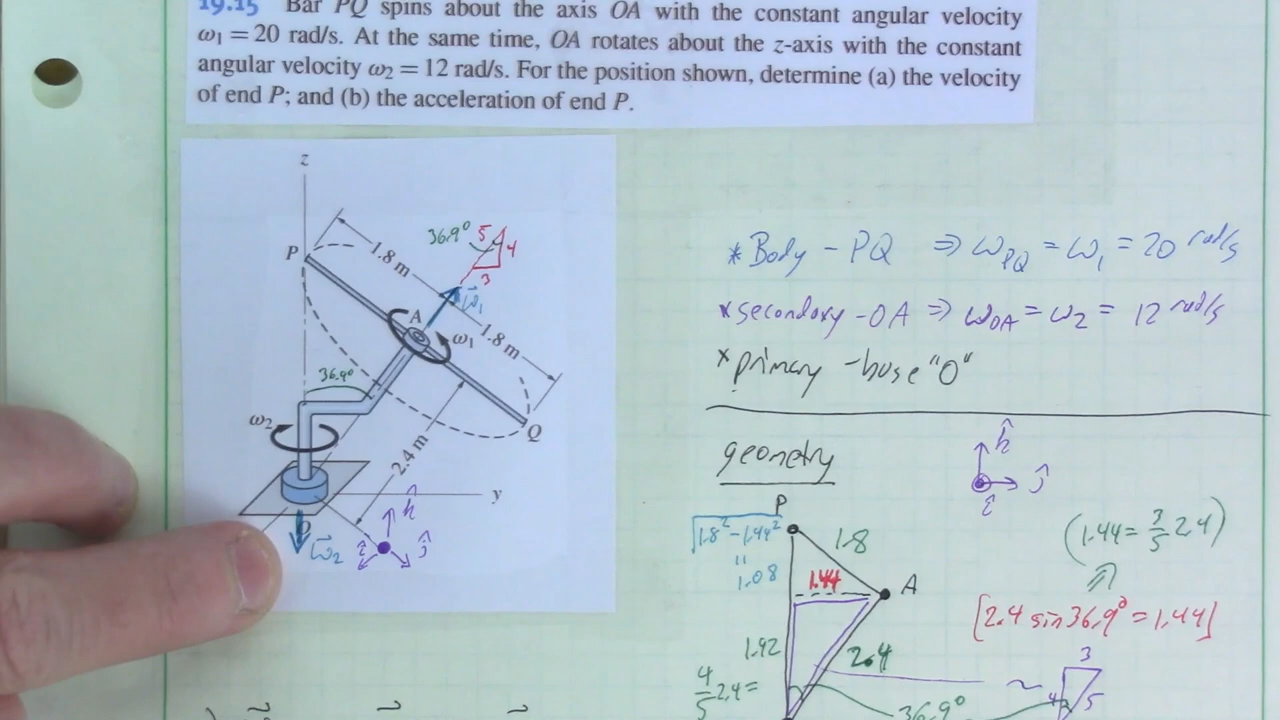 19.15 Bar PQ spins about the axis OA with the constant angular velocity
ω1 = 20 rad/s. At the same time, OA rotates about the z-axis with the constant
angular velocity ω2 = 12 rad/s. For the position shown, determine (a) the velocity
of end P; and (b) the acceleration of end P.
z
P
1.8 m
36.9°
5
4
3
ω⃗1
A
ω1
1.8 m
36.9°
ω2
Q
2.4 m
y
ω⃗2
k̂
î
ĵ
* Body - PQ ⇒ ωPQ = ω1 = 20 rad/s
* secondary - OA ⇒ ωOA = ω2 = 12 rad/s
* primary - base "O"
geometry
k̂
ĵ
î
P
√1.8² - 1.44²
"
1.08
1.8
1.44
A
(1.44 = 3/5 2.4)
⇑
[2.4 sin 36.9° = 1.44]
1.92
2.4
4/5 2.4 =
36.9°
~
3
4
5